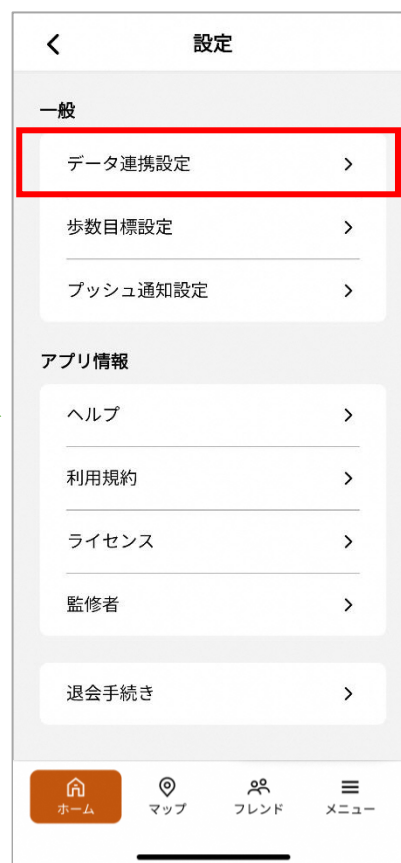 設定
一般
データ連携設定
歩数目標設定
プッシュ通知設定
アプリ情報
ヘルプ
利用規約
ライセンス
監修者
退会手続き
ホーム マップ フレンド メニュー